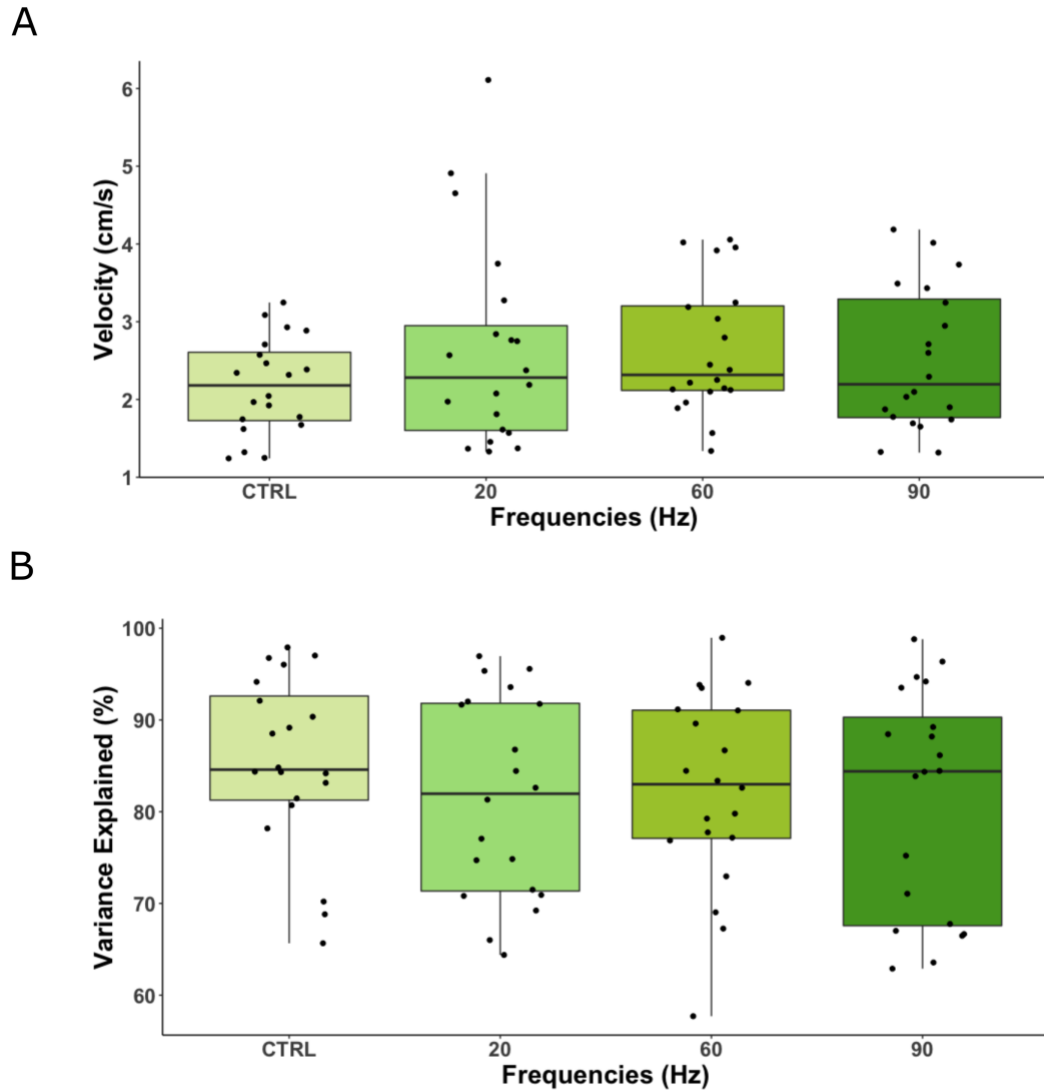 A
Velocity (cm/s)
6
5
4
3
2
1
CTRL 20 60 90
Frequencies (Hz)
B
Variance Explained (%)
100
90
80
70
60
CTRL 20 60 90
Frequencies (Hz)